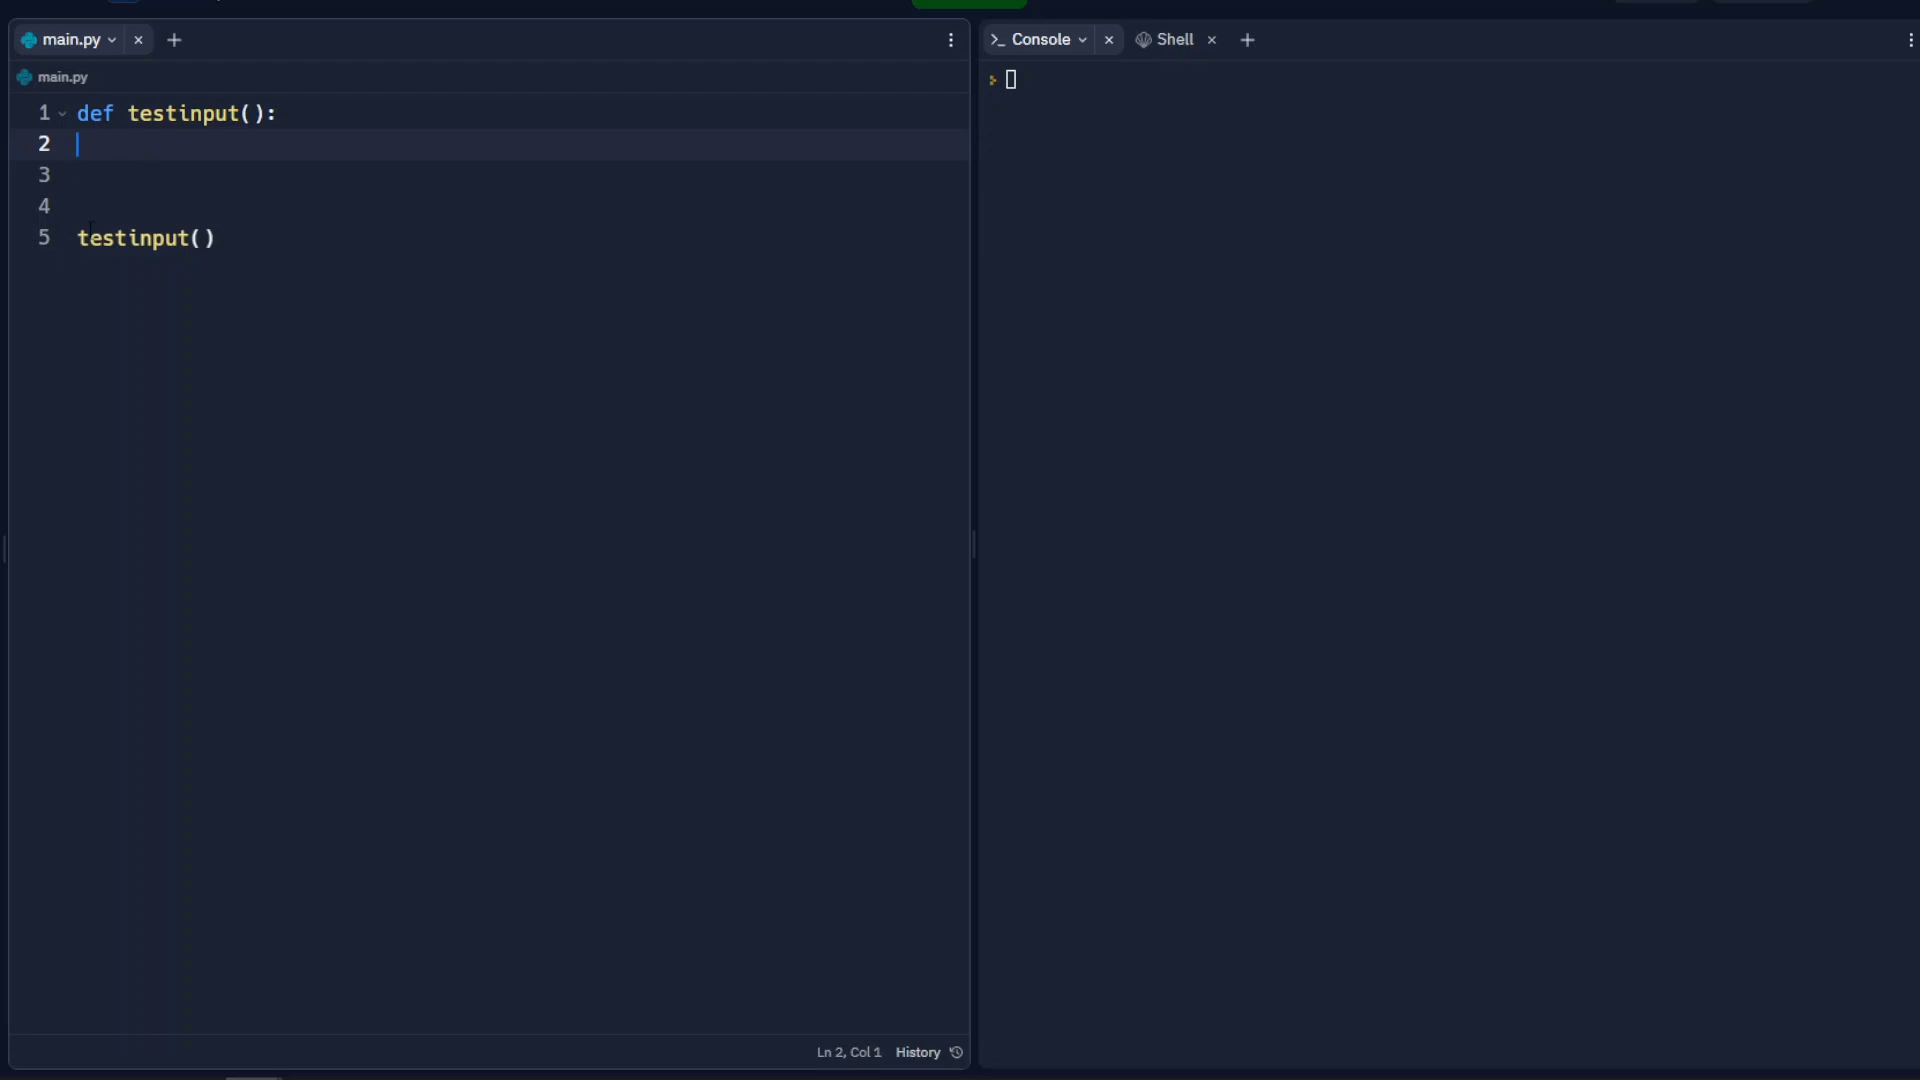 main.py
Console
Shell
main.py
1 def testinput():
2
3
4
5 testinput()
Ln 2, Col 1 History